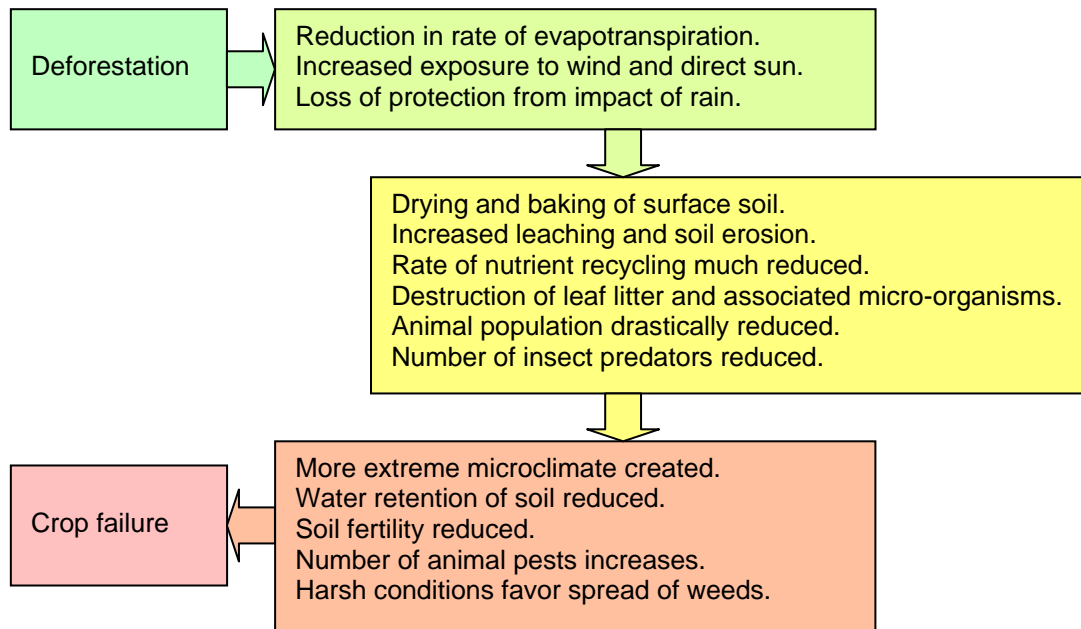 Deforestation
Reduction in rate of evapotranspiration.
Increased exposure to wind and direct sun.
Loss of protection from impact of rain.
Drying and baking of surface soil.
Increased leaching and soil erosion.
Rate of nutrient recycling much reduced.
Destruction of leaf litter and associated micro-organisms.
Animal population drastically reduced.
Number of insect predators reduced.
More extreme microclimate created.
Water retention of soil reduced.
Soil fertility reduced.
Number of animal pests increases.
Harsh conditions favor spread of weeds.
Crop failure